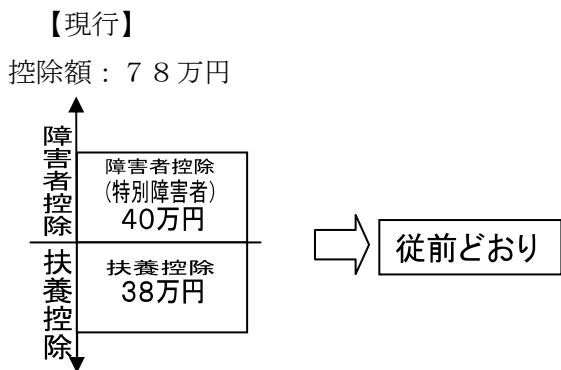 【現行】
控除額：７８万円
障害者控除
障害者控除
(特別障害者)
40万円
扶養控除
扶養控除
38万円
従前どおり